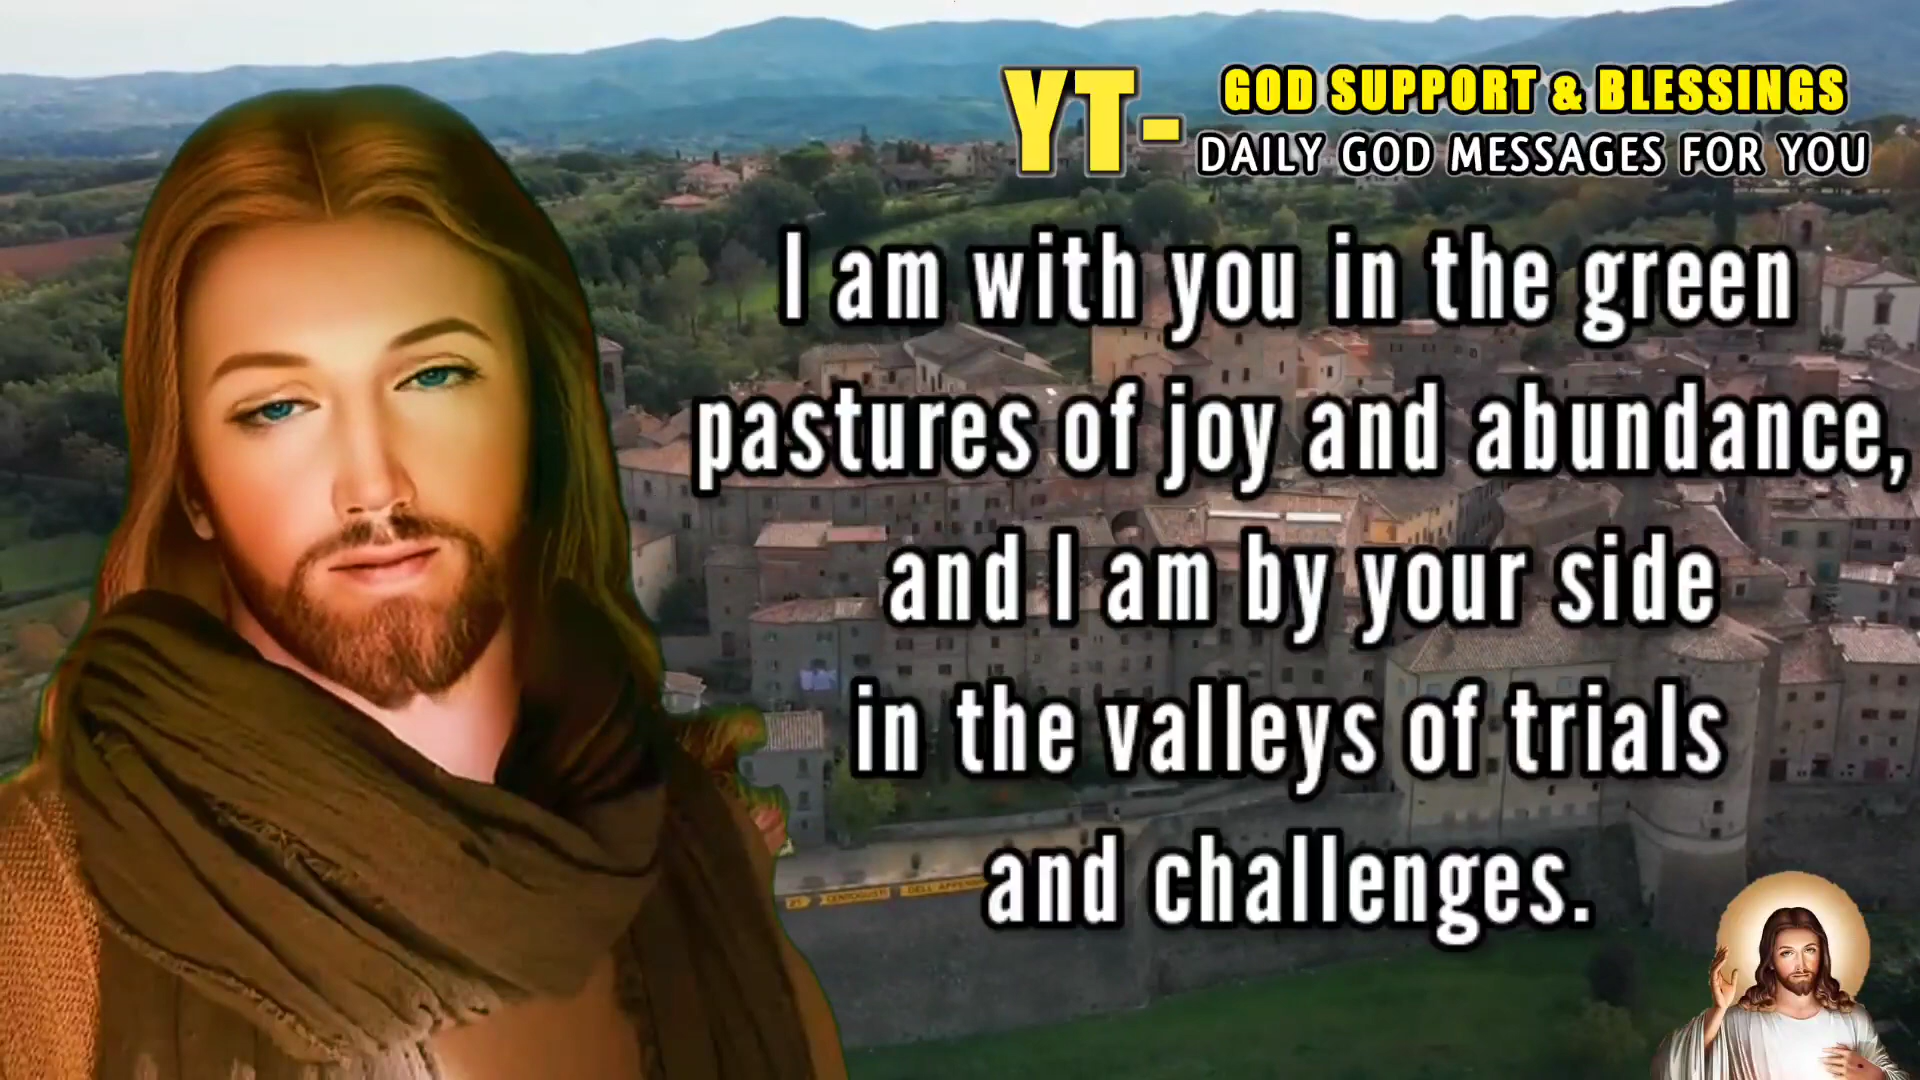 YT- GOD SUPPORT & BLESSINGS
DAILY GOD MESSAGES FOR YOU
I am with you in the green
pastures of joy and abundance,
and I am by your side
in the valleys of trials
and challenges.